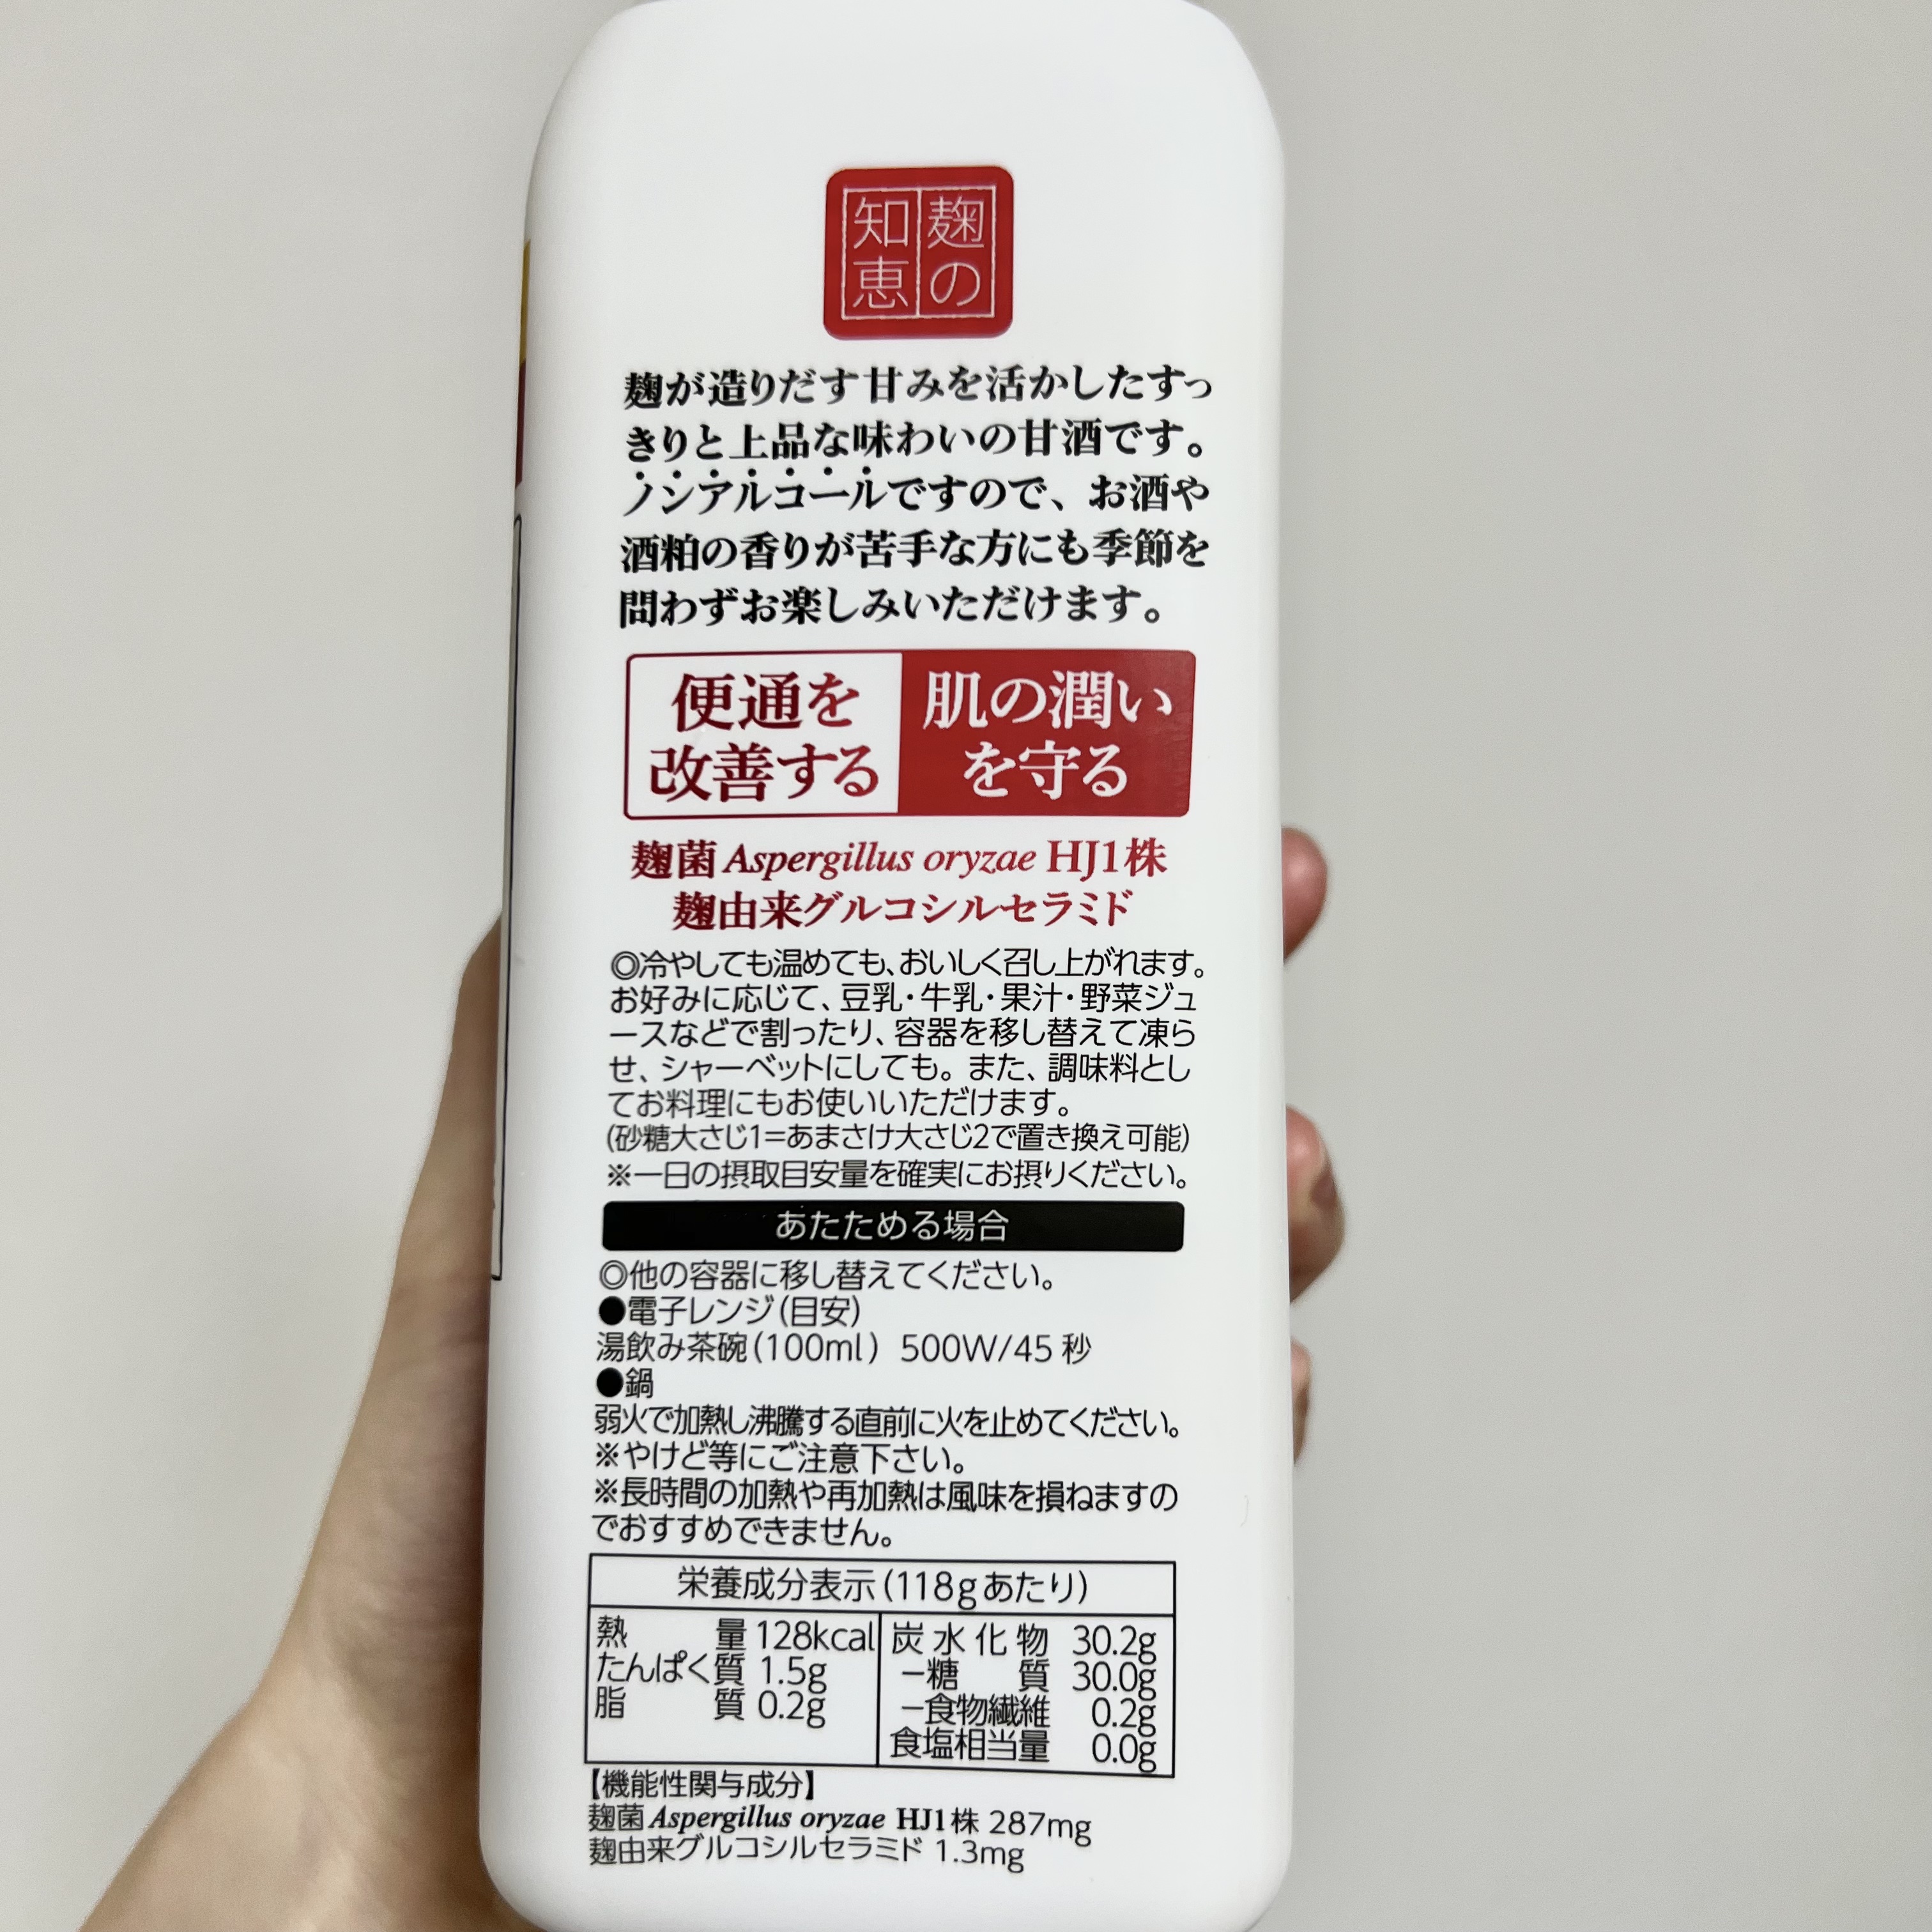 麹の
知恵
麹が造りだす甘みを活かしたすっ
きりと上品な味わいの甘酒です。
ノンアルコールですので、お酒や
酒粕の香りが苦手な方にも季節を
問わずお楽しみいただけます。
便通を
改善する
肌の潤い
を守る
麹菌 Aspergillus oryzae HJ1株
麹由来グルコシルセラミド
◎冷やしても温めても、おいしく召し上がれます。
お好みに応じて、豆乳・牛乳・果汁・野菜ジュ
ースなどで割ったり、容器を移し替えて凍ら
せ、シャーベットにしても。また、調味料とし
てお料理にもお使いいただけます。
(砂糖大さじ1=あまさけ大さじ2で置き換え可能)
※一日の摂取目安量を確実にお摂りください。
あたためる場合
◎他の容器に移し替えてください。
●電子レンジ(目安)
湯飲み茶碗(100ml) 500W/45秒
●鍋
弱火で加熱し沸騰する直前に火を止めてください。
※やけど等にご注意下さい。
※長時間の加熱や再加熱は風味を損ねますの
でおすすめできません。
栄養成分表示(118gあたり)
熱量 128kcal
たんぱく質 1.5g
脂質 0.2g
炭水化物 30.2g
−糖質 30.0g
−食物繊維 0.2g
食塩相当量 0.0g
【機能性関与成分】
麹菌 Aspergillus oryzae HJ1株 287mg
麹由来グルコシルセラミド 1.3mg